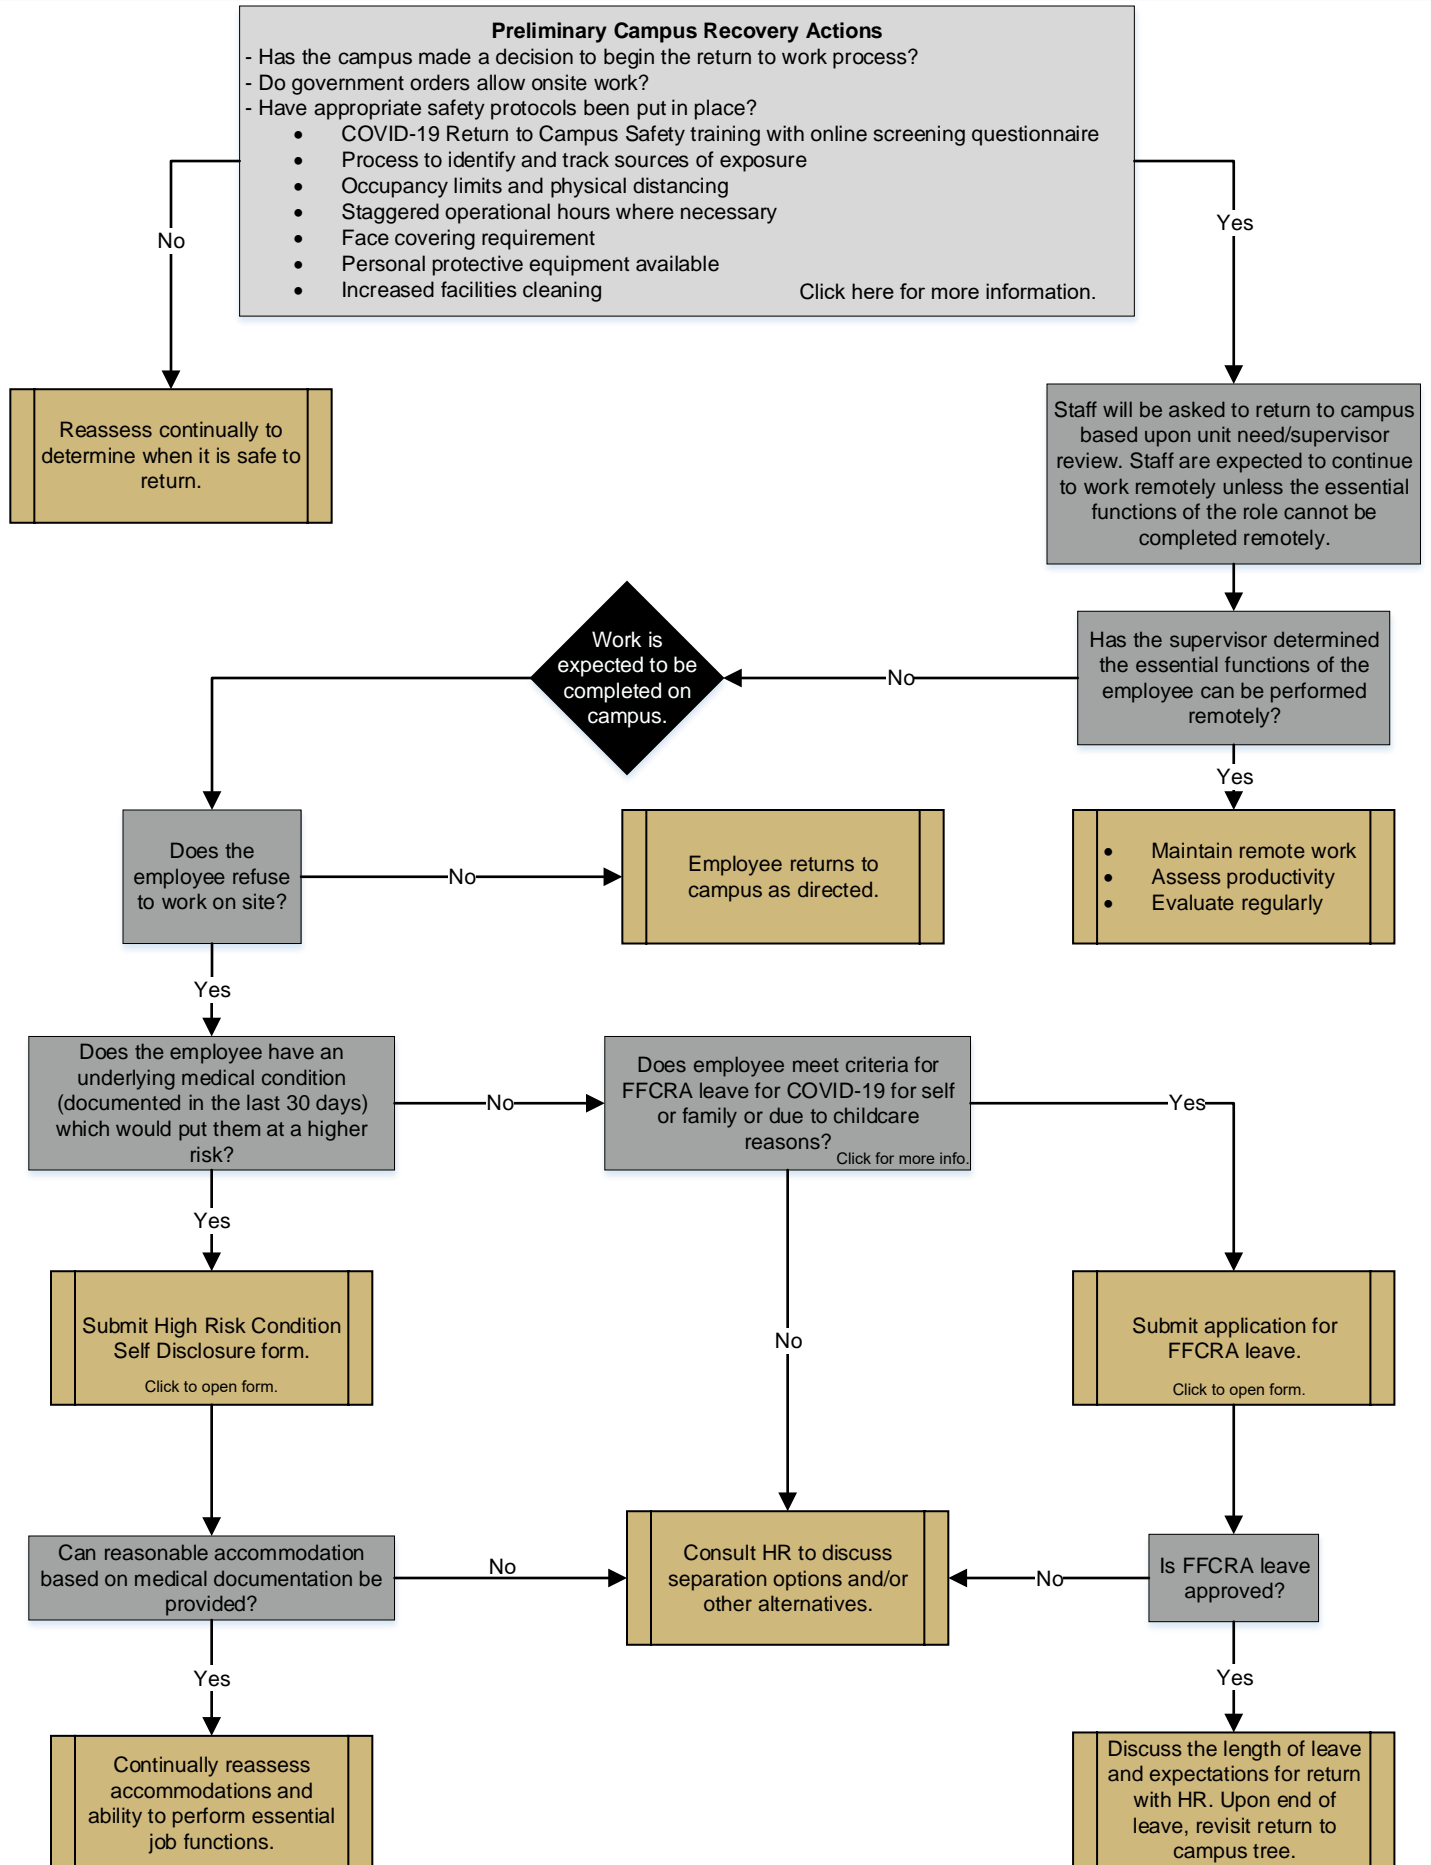 Preliminary Campus Recovery Actions
- Has the campus made a decision to begin the return to work process?
- Do government orders allow onsite work?
- Have appropriate safety protocols been put in place?
• COVID-19 Return to Campus Safety training with online screening questionnaire
• Process to identify and track sources of exposure
• Occupancy limits and physical distancing
• Staggered operational hours where necessary
• Face covering requirement
• Personal protective equipment available
• Increased facilities cleaning
Click here for more information.
No
Yes
Reassess continually to
determine when it is safe to
return.
Staff will be asked to return to campus
based upon unit need/supervisor
review. Staff are expected to continue
to work remotely unless the essential
functions of the role cannot be
completed remotely.
Work is
expected to be
completed on
campus.
No
Has the supervisor determined
the essential functions of the
employee can be performed
remotely?
Yes
Does the
employee refuse
to work on site?
No
Employee returns to
campus as directed.
• Maintain remote work
• Assess productivity
• Evaluate regularly
Yes
Does the employee have an
underlying medical condition
(documented in the last 30 days)
which would put them at a higher
risk?
No
Does employee meet criteria for
FFCRA leave for COVID-19 for self
or family or due to childcare
reasons?
Click for more info.
Yes
Yes
No
Submit High Risk Condition
Self Disclosure form.
Click to open form.
Submit application for
FFCRA leave.
Click to open form.
Can reasonable accommodation
based on medical documentation be
provided?
No
Consult HR to discuss
separation options and/or
other alternatives.
No
Is FFCRA leave
approved?
Yes
Yes
Continually reassess
accommodations and
ability to perform essential
job functions.
Discuss the length of leave
and expectations for return
with HR. Upon end of
leave, revisit return to
campus tree.